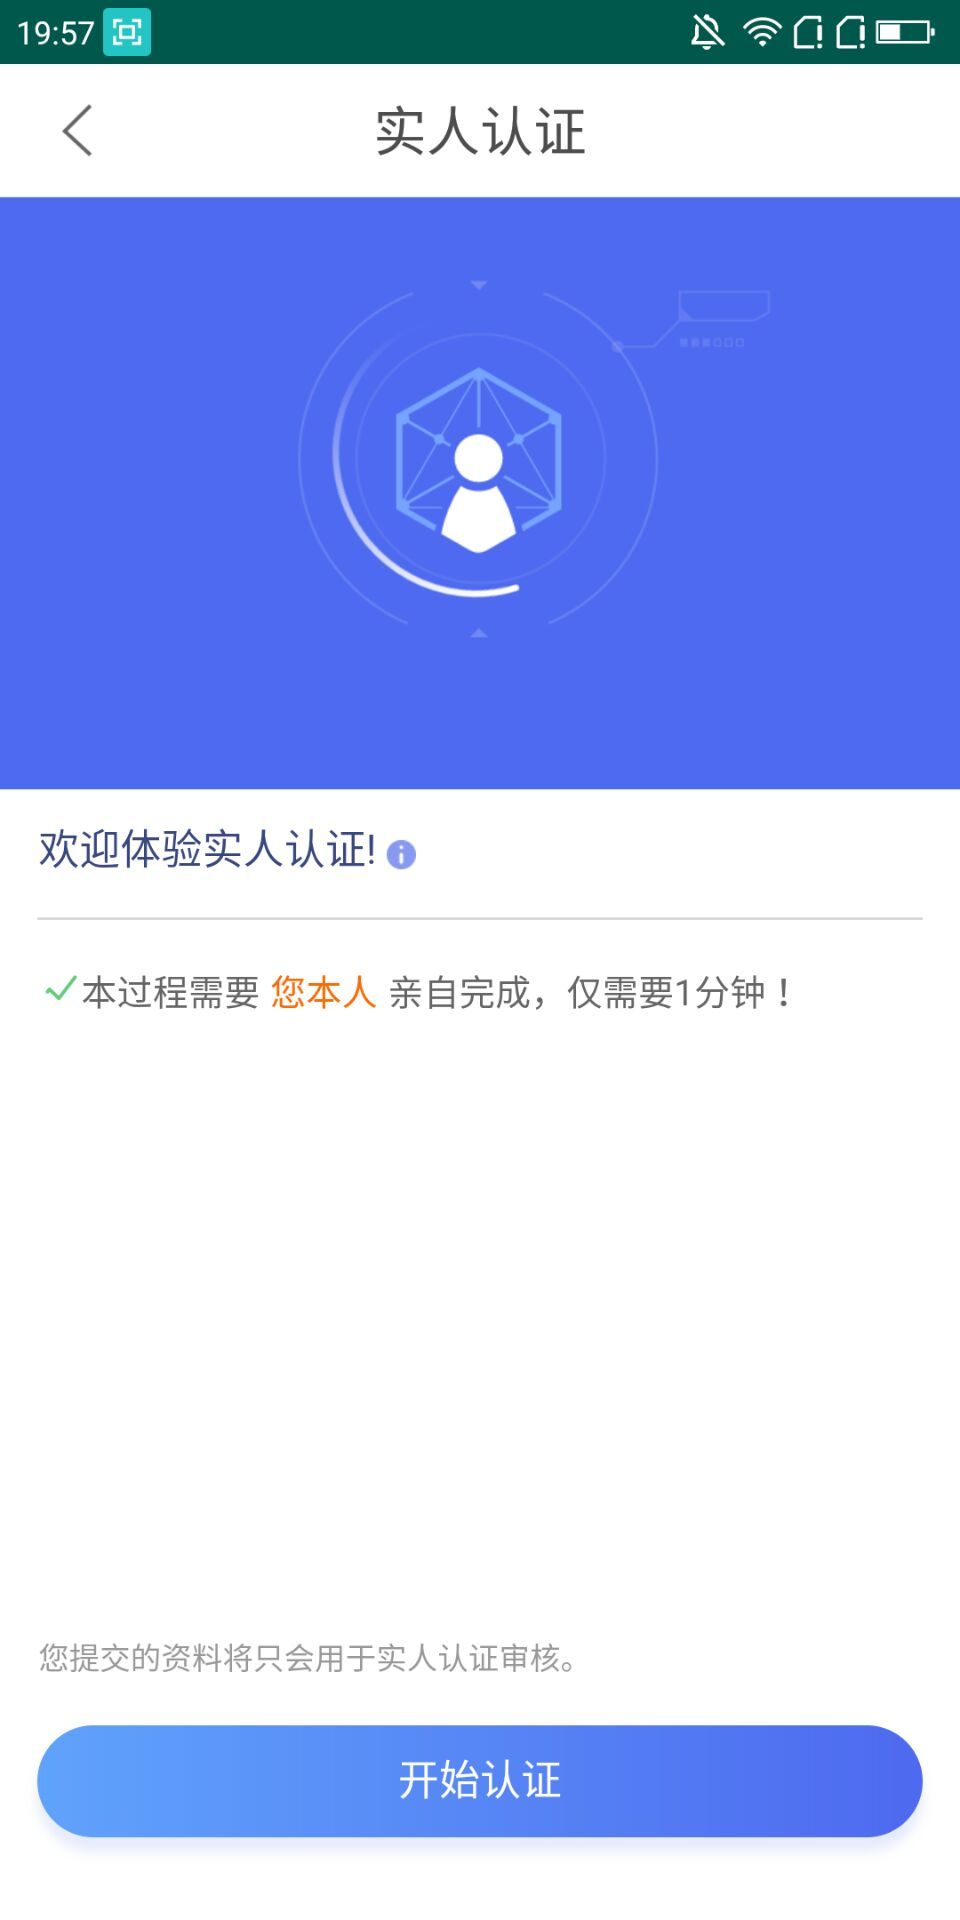 19:57
实人认证
欢迎体验实人认证!
本过程需要 您本人 亲自完成，仅需要1分钟！
您提交的资料将只会用于实人认证审核。
开始认证